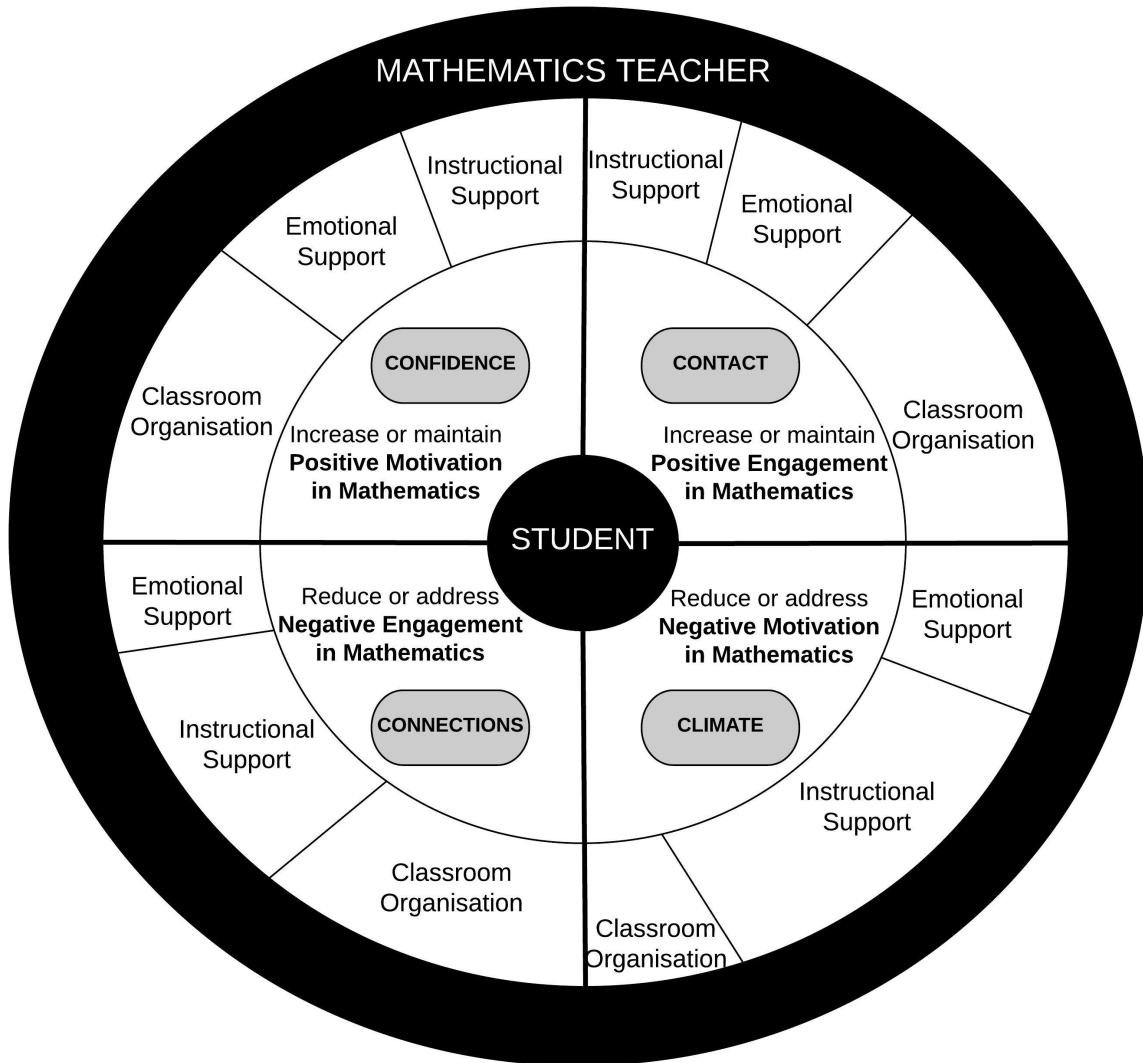 MATHEMATICS TEACHER
Instructional
Support
Emotional
Support
Classroom
Organisation
CONFIDENCE
Increase or maintain
Positive Motivation
in Mathematics
Instructional
Support
Emotional
Support
Classroom
Organisation
CONTACT
Increase or maintain
Positive Engagement
in Mathematics
STUDENT
Emotional
Support
Instructional
Support
Classroom
Organisation
Reduce or address
Negative Engagement
in Mathematics
CONNECTIONS
Reduce or address
Negative Motivation
in Mathematics
CLIMATE
Emotional
Support
Instructional
Support
Classroom
Organisation